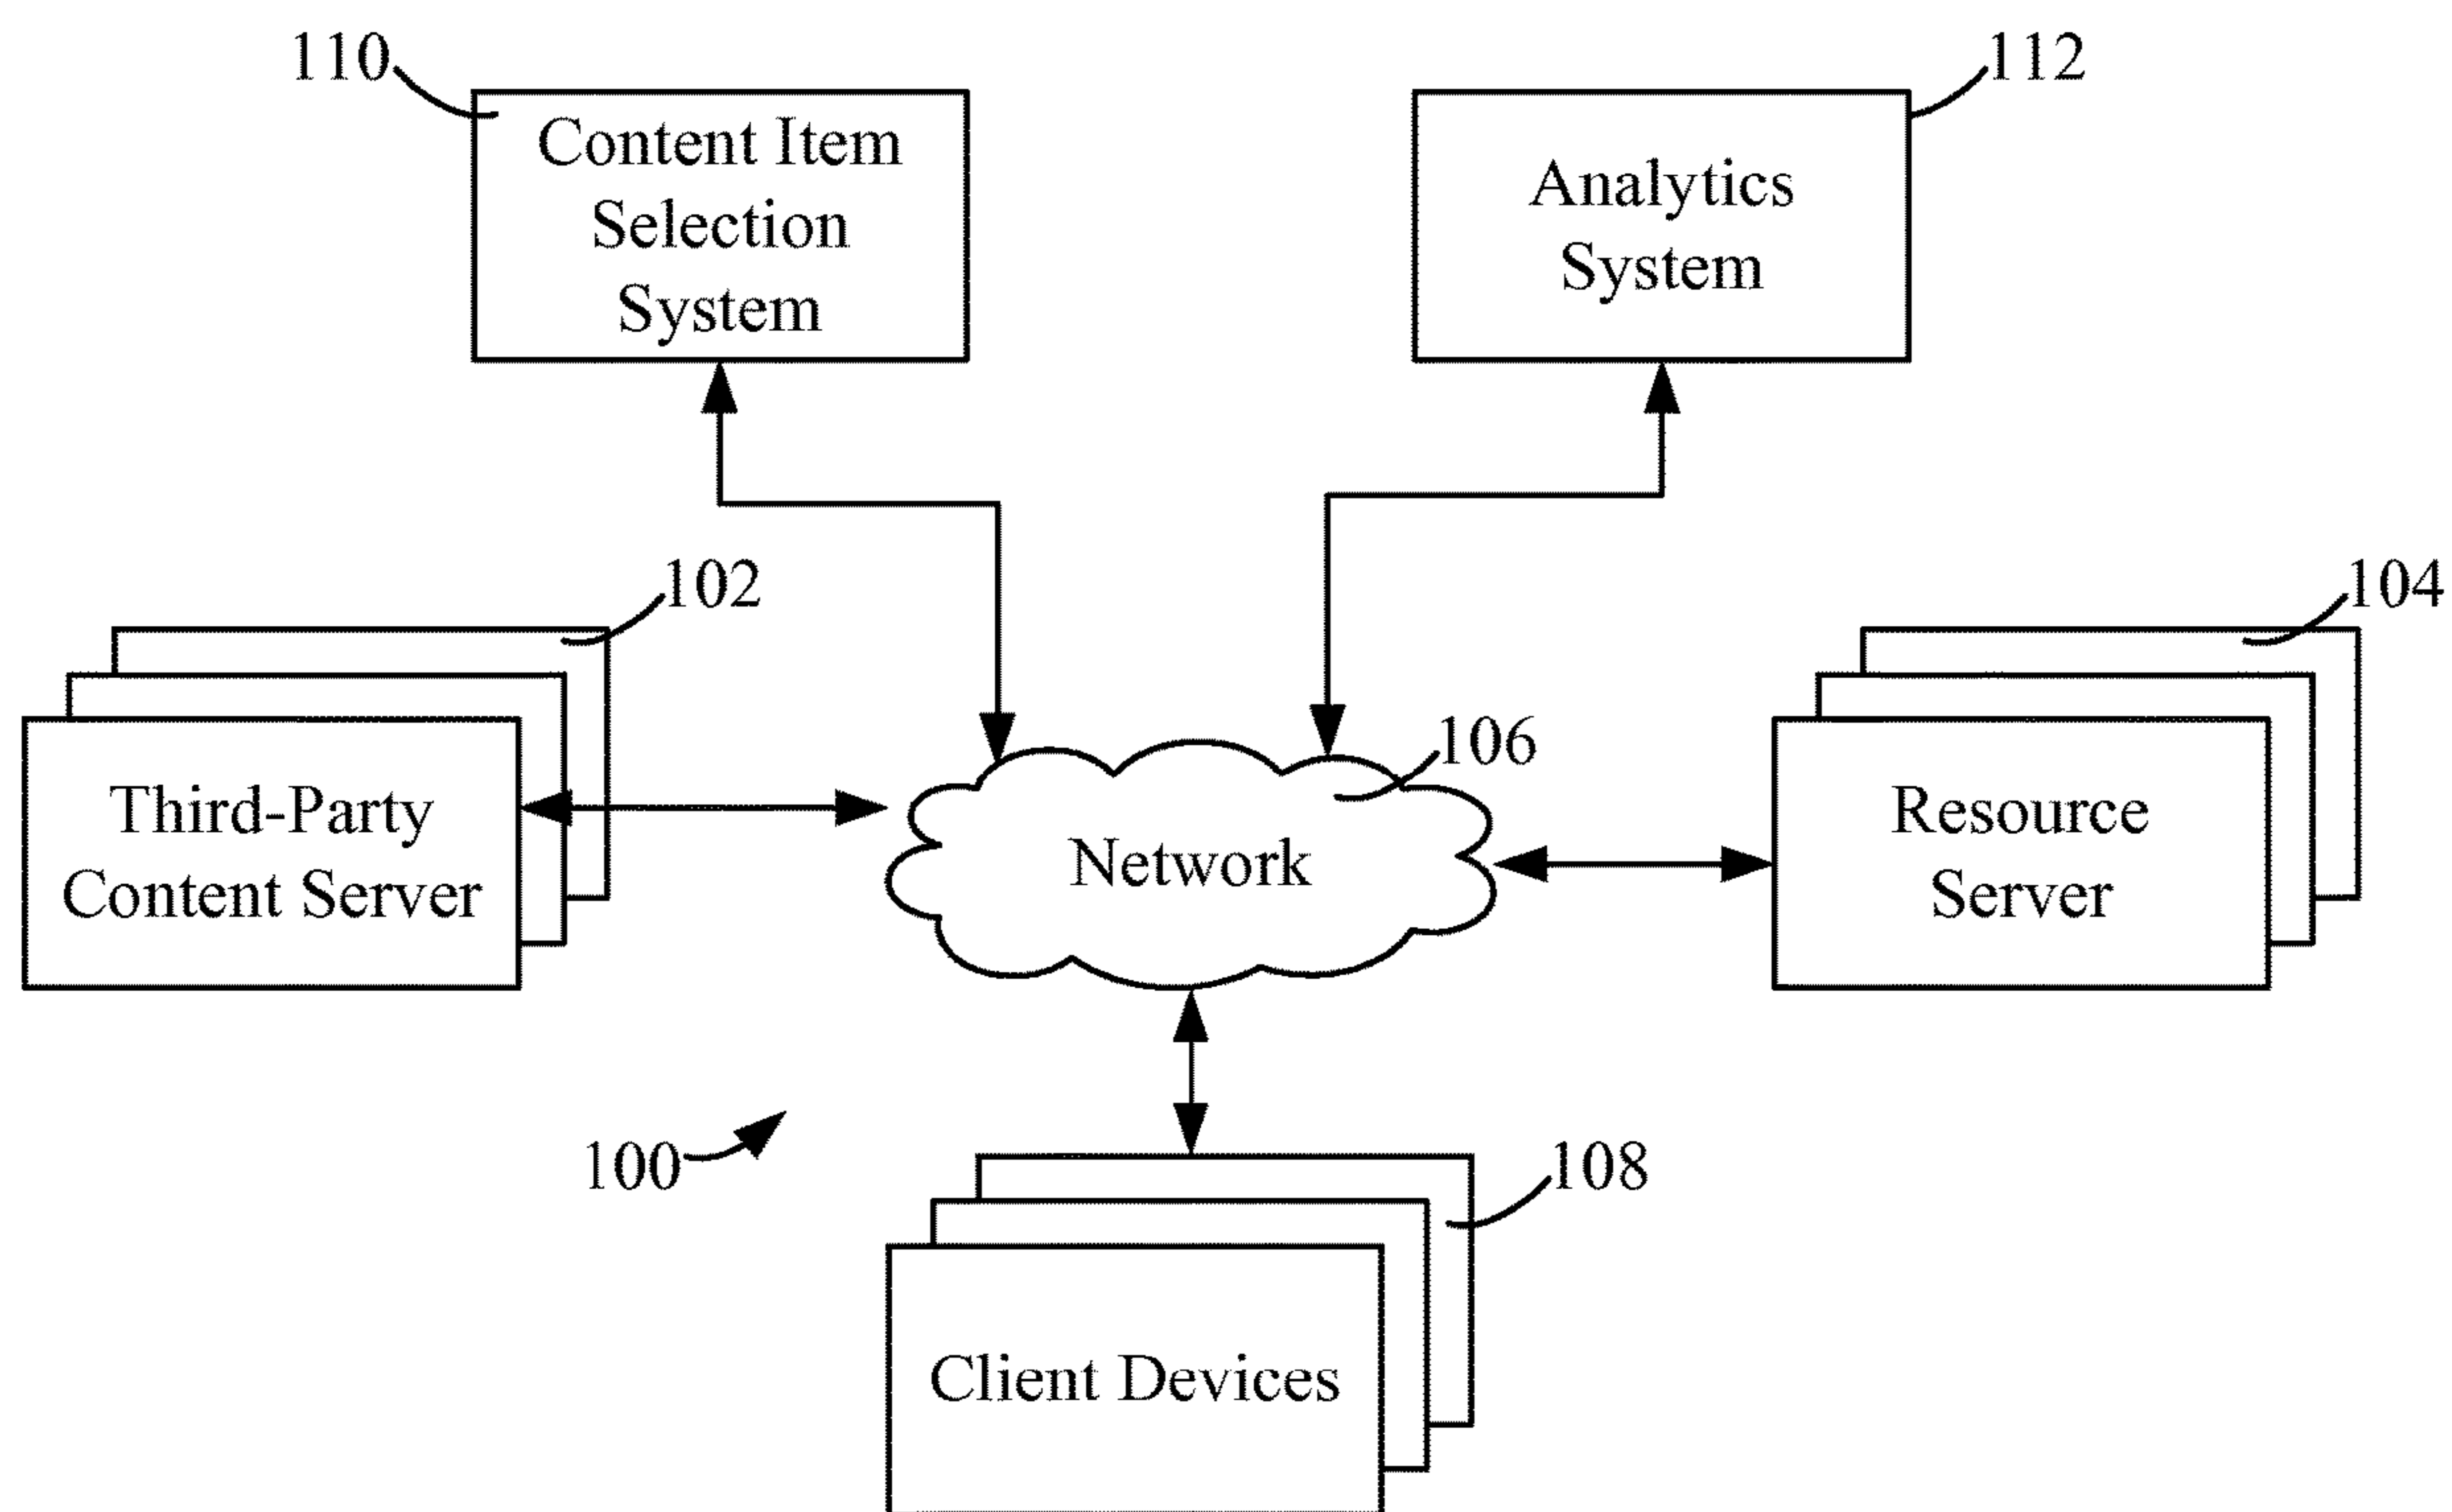 110
112
Content Item
Selection
System
Analytics
System
102
104
106
Third-Party
Content Server
Network
Resource
Server
100
108
Client Devices